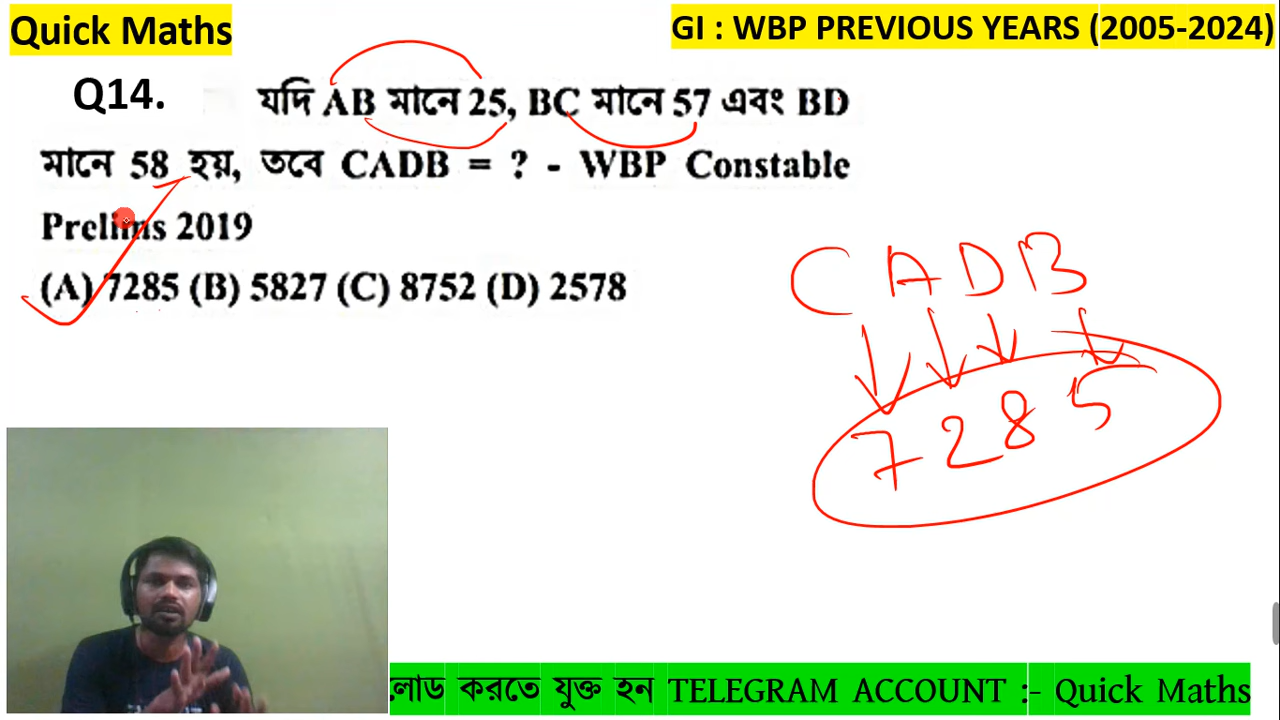 Quick Maths
GI : WBP PREVIOUS YEARS (2005-2024)
Q14.
যদি AB মানে 25, BC মানে 57 এবং BD
মানে 58 হয়, তবে CADB = ? - WBP Constable
Prelims 2019
(A) 7285 (B) 5827 (C) 8752 (D) 2578
CADB
7285
লোড করতে যুক্ত হন TELEGRAM ACCOUNT :- Quick Maths